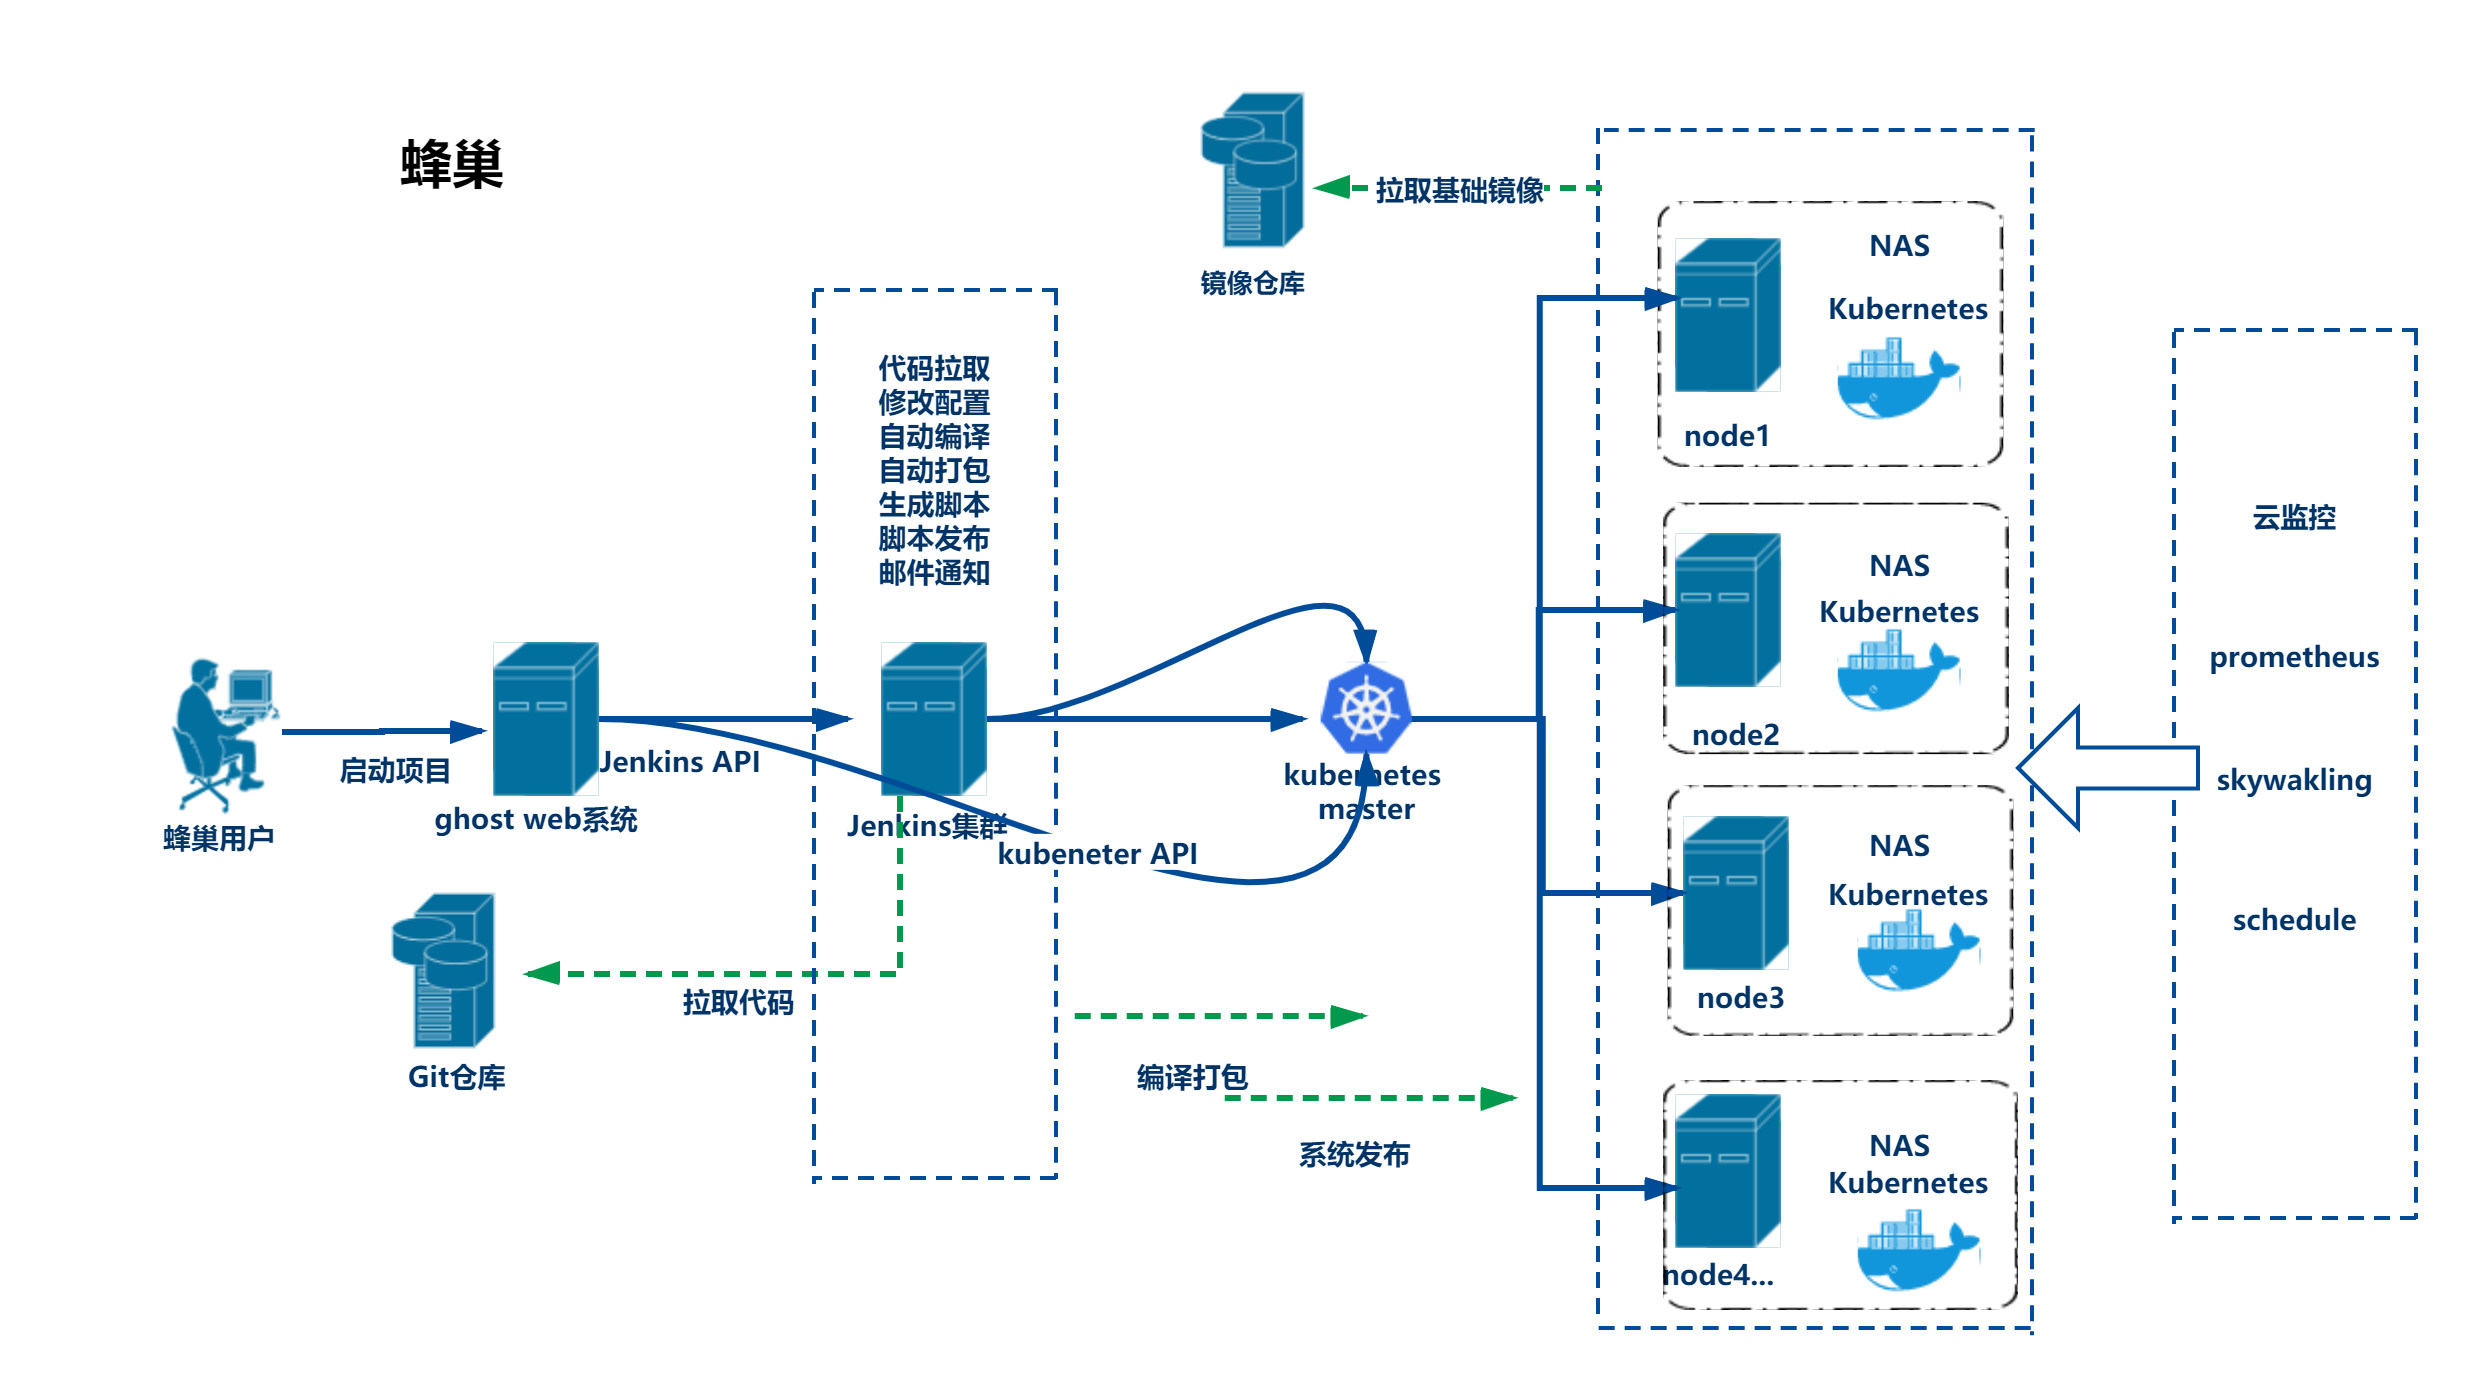 蜂巢
拉取基础镜像
镜像仓库
代码拉取
修改配置
自动编译
自动打包
生成脚本
脚本发布
邮件通知
启动项目
蜂巢用户
ghost web系统
Jenkins API
Jenkins集群
kubeneter API
kubernetes
master
Git仓库
拉取代码
编译打包
系统发布
NAS
Kubernetes
node1
NAS
Kubernetes
node2
NAS
Kubernetes
node3
NAS
Kubernetes
node4...
云监控
prometheus
skywakling
schedule